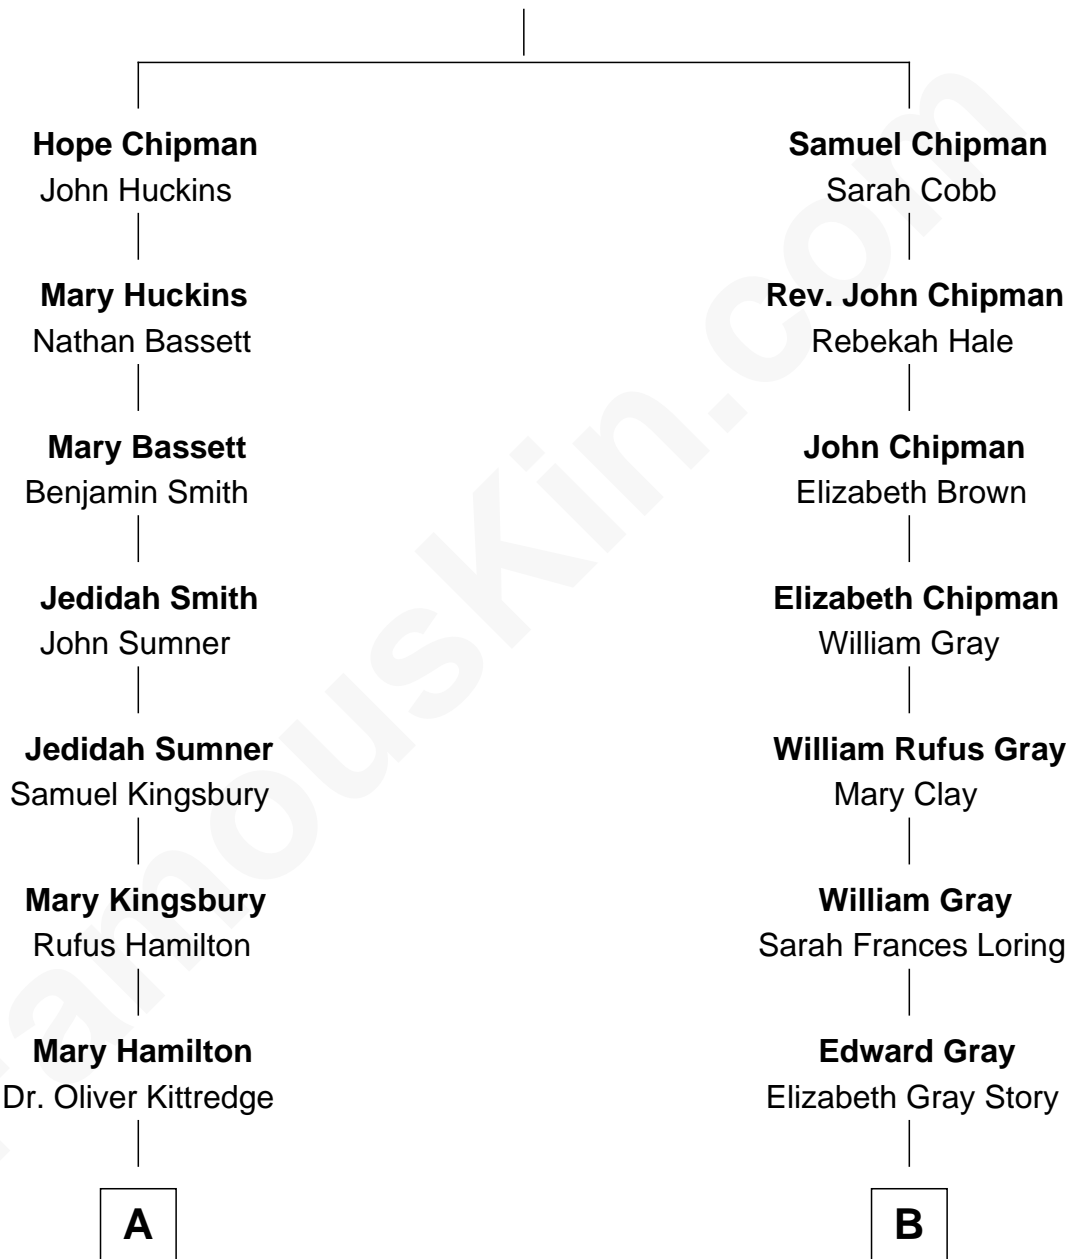 Hope Chipman
John Huckins
Mary Huckins
Nathan Bassett
Mary Bassett
Benjamin Smith
Jedidah Smith
John Sumner
Jedidah Sumner
Samuel Kingsbury
Mary Kingsbury
Rufus Hamilton
Mary Hamilton
Dr. Oliver Kittredge
A
Samuel Chipman
Sarah Cobb
Rev. John Chipman
Rebekah Hale
John Chipman
Elizabeth Brown
Elizabeth Chipman
William Gray
William Rufus Gray
Mary Clay
William Gray
Sarah Frances Loring
Edward Gray
Elizabeth Gray Story
B
famouskin.com